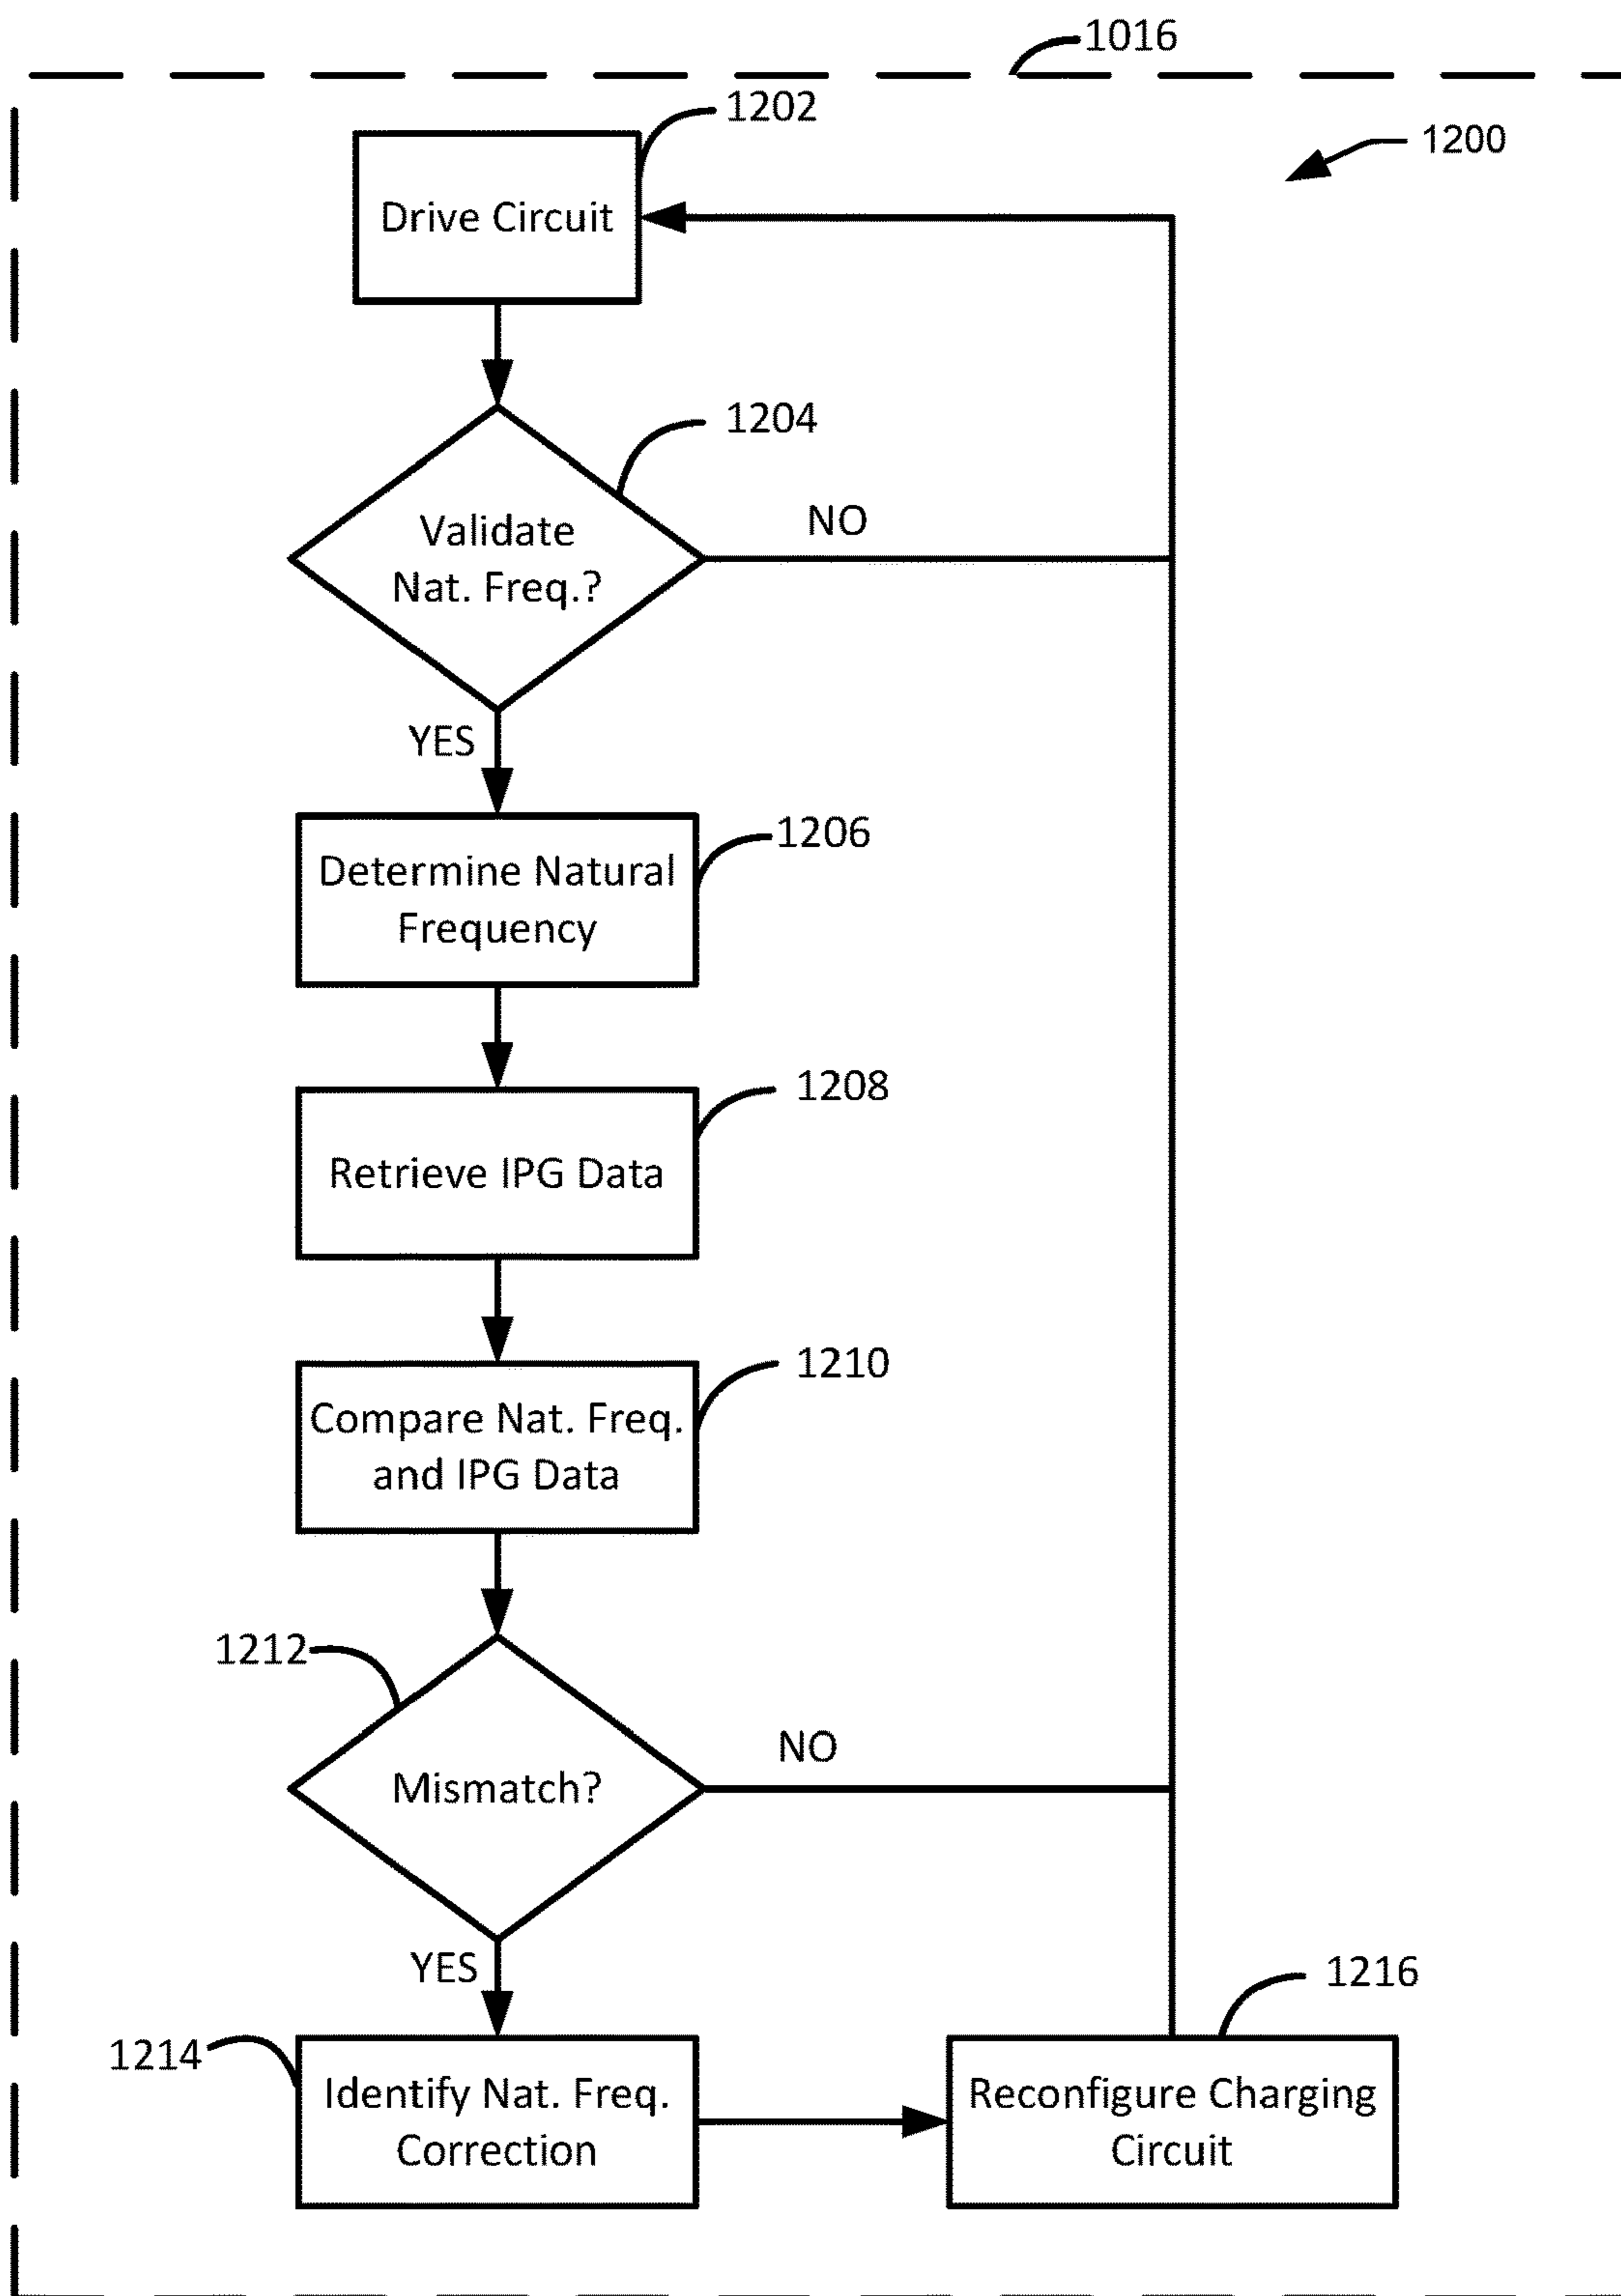 1016
1202
1200
Drive Circuit
1204
Validate
Nat. Freq.?
NO
YES
1206
Determine Natural
Frequency
1208
Retrieve IPG Data
1210
Compare Nat. Freq.
and IPG Data
1212
Mismatch?
NO
YES
1216
1214
Identify Nat. Freq.
Correction
Reconfigure Charging
Circuit